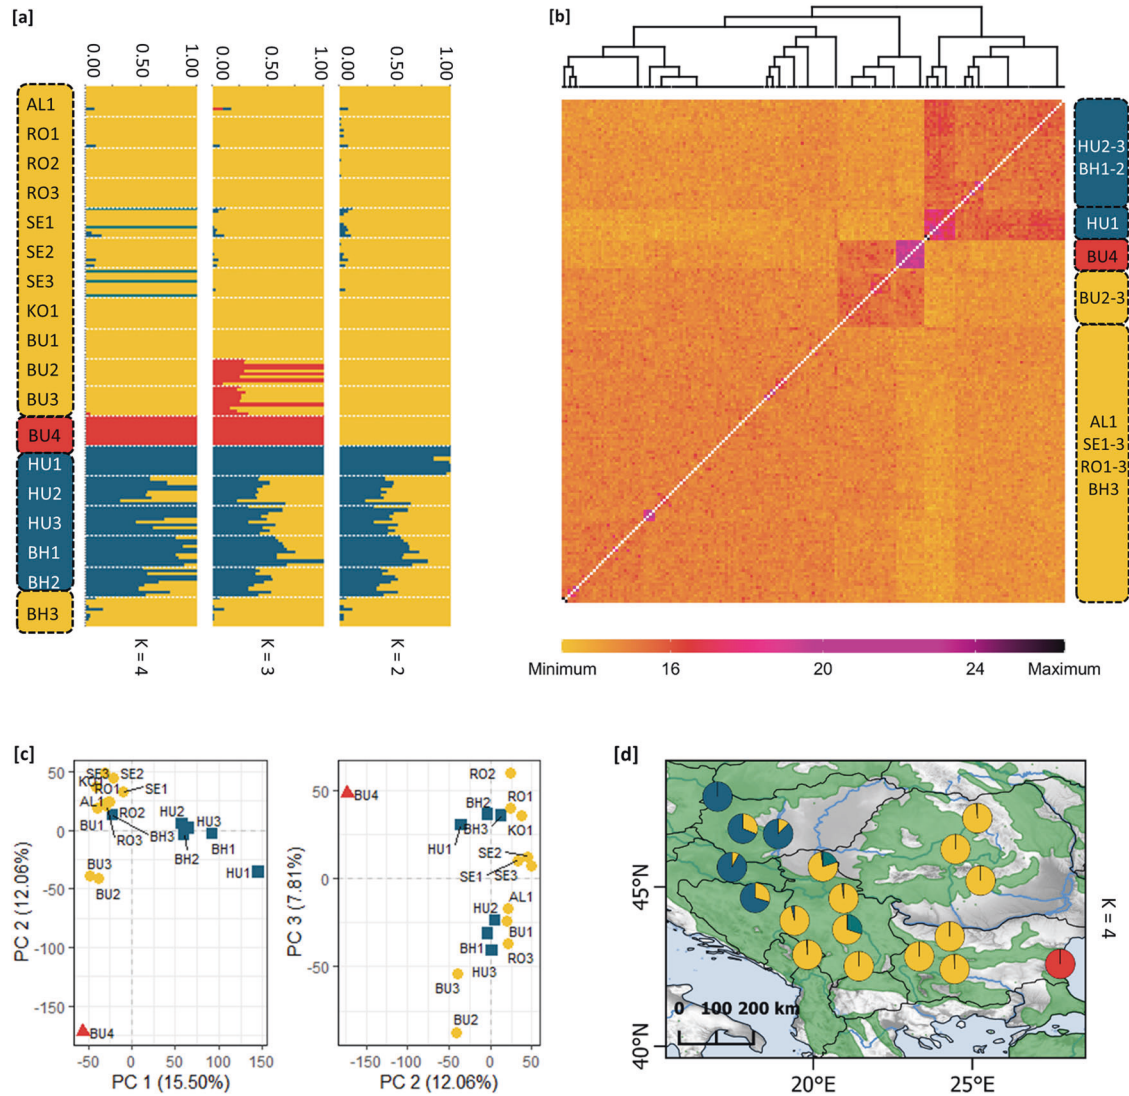 [a]
0.00 0.50 1.00 0.00 0.50 1.00 0.00 0.50 1.00
AL1
RO1
RO2
RO3
SE1
SE2
SE3
KO1
BU1
BU2
BU3
BU4
HU1
HU2
HU3
BH1
BH2
BH3
K = 4 K = 3 K = 2
[b]
HU2-3
BH1-2
HU1
BU4
BU2-3
AL1
SE1-3
RO1-3
BH3
Minimum 16 20 24 Maximum
[c]
50
0
-50
-100
-150
PC 2 (12.06%)
SE3 SE2
KO1
RO1 SE1
AL1
RO2
BU1
RO3
BH3
HU2
HU3
BH2
BH1
HU1
BU3
BU2
BU4
-50 0 50 100 150
PC 1 (15.50%)
50
0
-50
PC 3 (7.81%)
RO2
BU4
BH2
RO1
BH3
KO1
HU1
SE2
SE1
SE3
AL1
HU2
BU1
BH1
RO3
HU3
BU3
BU2
-150 -100 -50 0 50
PC 2 (12.06%)
[d]
45°N
40°N
0 100 200 km
20°E 25°E
K = 4